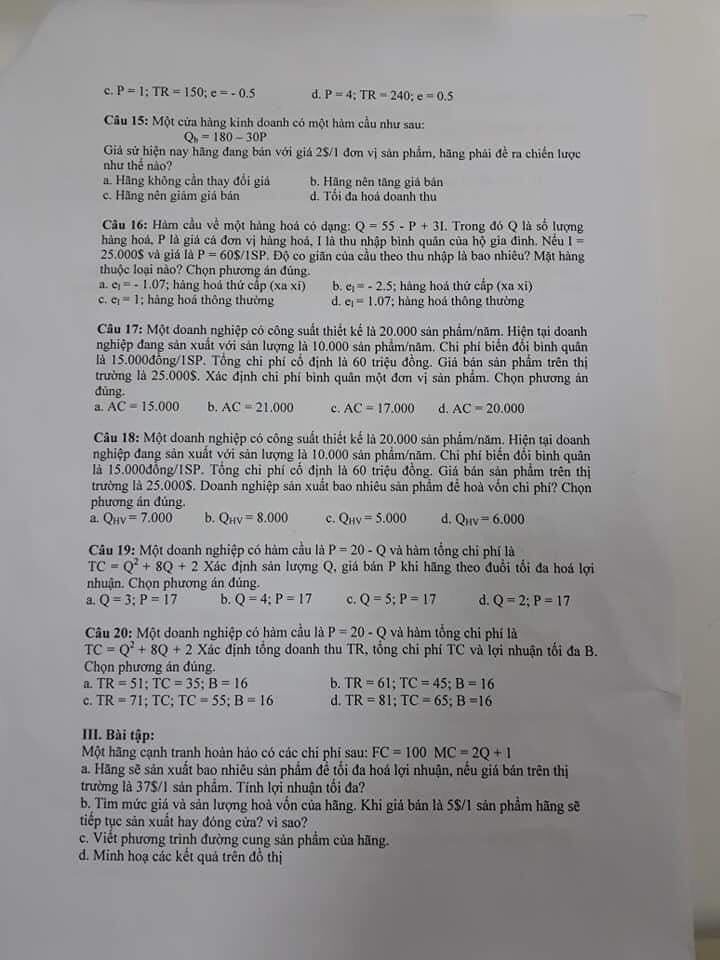 c. P = 1; TR = 150; e = - 0.5 d. P = 4; TR = 240; e = 0.5
Câu 15: Một cửa hàng kinh doanh có một hàm cầu như sau:
Qb = 180 – 30P
Giả sử hiện nay hãng đang bán với giá 2$/1 đơn vị sản phẩm, hãng phải đề ra chiến lược
như thế nào?
a. Hãng không cần thay đổi giá b. Hãng nên tăng giá bán
c. Hãng nên giảm giá bán d. Tối đa hoá doanh thu
Câu 16: Hàm cầu về một hàng hoá có dạng: Q = 55 - P + 3I. Trong đó Q là số lượng
hàng hoá, P là giá cả đơn vị hàng hoá, I là thu nhập bình quân của hộ gia đình. Nếu I =
25.000$ và giá là P = 60$/1SP. Độ co giãn của cầu theo thu nhập là bao nhiêu? Mặt hàng
thuộc loại nào? Chọn phương án đúng.
a. eI = - 1.07; hàng hoá thứ cấp (xa xỉ) b. eI = - 2.5; hàng hoá thứ cấp (xa xỉ)
c. eI = 1; hàng hoá thông thường d. eI = 1.07; hàng hoá thông thường
Câu 17: Một doanh nghiệp có công suất thiết kế là 20.000 sản phẩm/năm. Hiện tại doanh
nghiệp đang sản xuất với sản lượng là 10.000 sản phẩm/năm. Chi phí biến đổi bình quân
là 15.000đồng/1SP. Tổng chi phí cố định là 60 triệu đồng. Giá bán sản phẩm trên thị
trường là 25.000$. Xác định chi phí bình quân một đơn vị sản phẩm. Chọn phương án
đúng.
a. AC = 15.000 b. AC = 21.000 c. AC = 17.000 d. AC = 20.000
Câu 18: Một doanh nghiệp có công suất thiết kế là 20.000 sản phẩm/năm. Hiện tại doanh
nghiệp đang sản xuất với sản lượng là 10.000 sản phẩm/năm. Chi phí biến đổi bình quân
là 15.000đồng/1SP. Tổng chi phí cố định là 60 triệu đồng. Giá bán sản phẩm trên thị
trường là 25.000$. Doanh nghiệp sản xuất bao nhiêu sản phẩm để hoà vốn chi phí? Chọn
phương án đúng.
a. QHV = 7.000 b. QHV = 8.000 c. QHV = 5.000 d. QHV = 6.000
Câu 19: Một doanh nghiệp có hàm cầu là P = 20 - Q và hàm tổng chi phí là
TC = Q² + 8Q + 2 Xác định sản lượng Q, giá bán P khi hãng theo đuổi tối đa hoá lợi
nhuận. Chọn phương án đúng.
a. Q = 3; P = 17 b. Q = 4; P = 17 c. Q = 5; P = 17 d. Q = 2; P = 17
Câu 20: Một doanh nghiệp có hàm cầu là P = 20 - Q và hàm tổng chi phí là
TC = Q² + 8Q + 2 Xác định tổng doanh thu TR, tổng chi phí TC và lợi nhuận tối đa B.
Chọn phương án đúng.
a. TR = 51; TC = 35; B = 16 b. TR = 61; TC = 45; B = 16
c. TR = 71; TC; TC = 55; B = 16 d. TR = 81; TC = 65; B =16
III. Bài tập:
Một hãng cạnh tranh hoàn hảo có các chi phí sau: FC = 100 MC = 2Q + 1
a. Hãng sẽ sản xuất bao nhiêu sản phẩm để tối đa hoá lợi nhuận, nếu giá bán trên thị
trường là 37$/1 sản phẩm. Tính lợi nhuận tối đa?
b. Tìm mức giá và sản lượng hoà vốn của hãng. Khi giá bán là 5$/1 sản phẩm hãng sẽ
tiếp tục sản xuất hay đóng cửa? vì sao?
c. Viết phương trình đường cung sản phẩm của hãng.
d. Minh hoạ các kết quả trên đồ thị